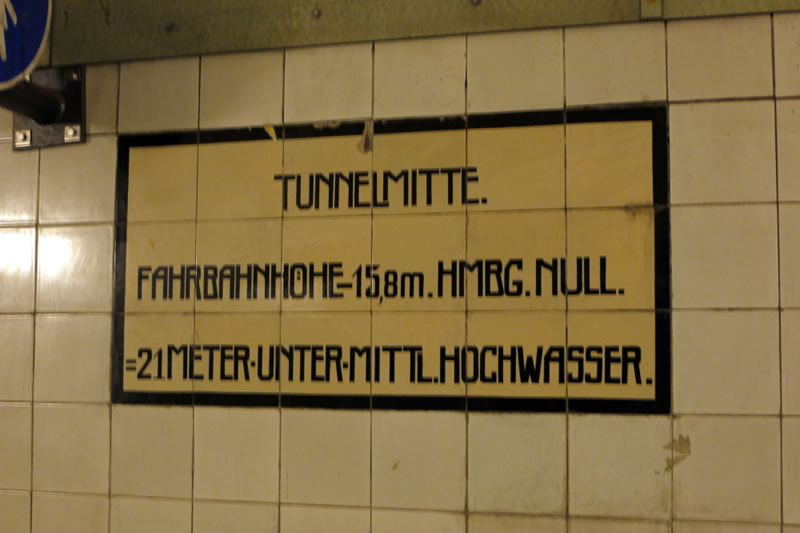 TUNNELMITTE.
FAHRBAHNHÖHE-15,8m.HMBG.NULL.
=21METER-UNTER-MITTL.HOCHWASSER.